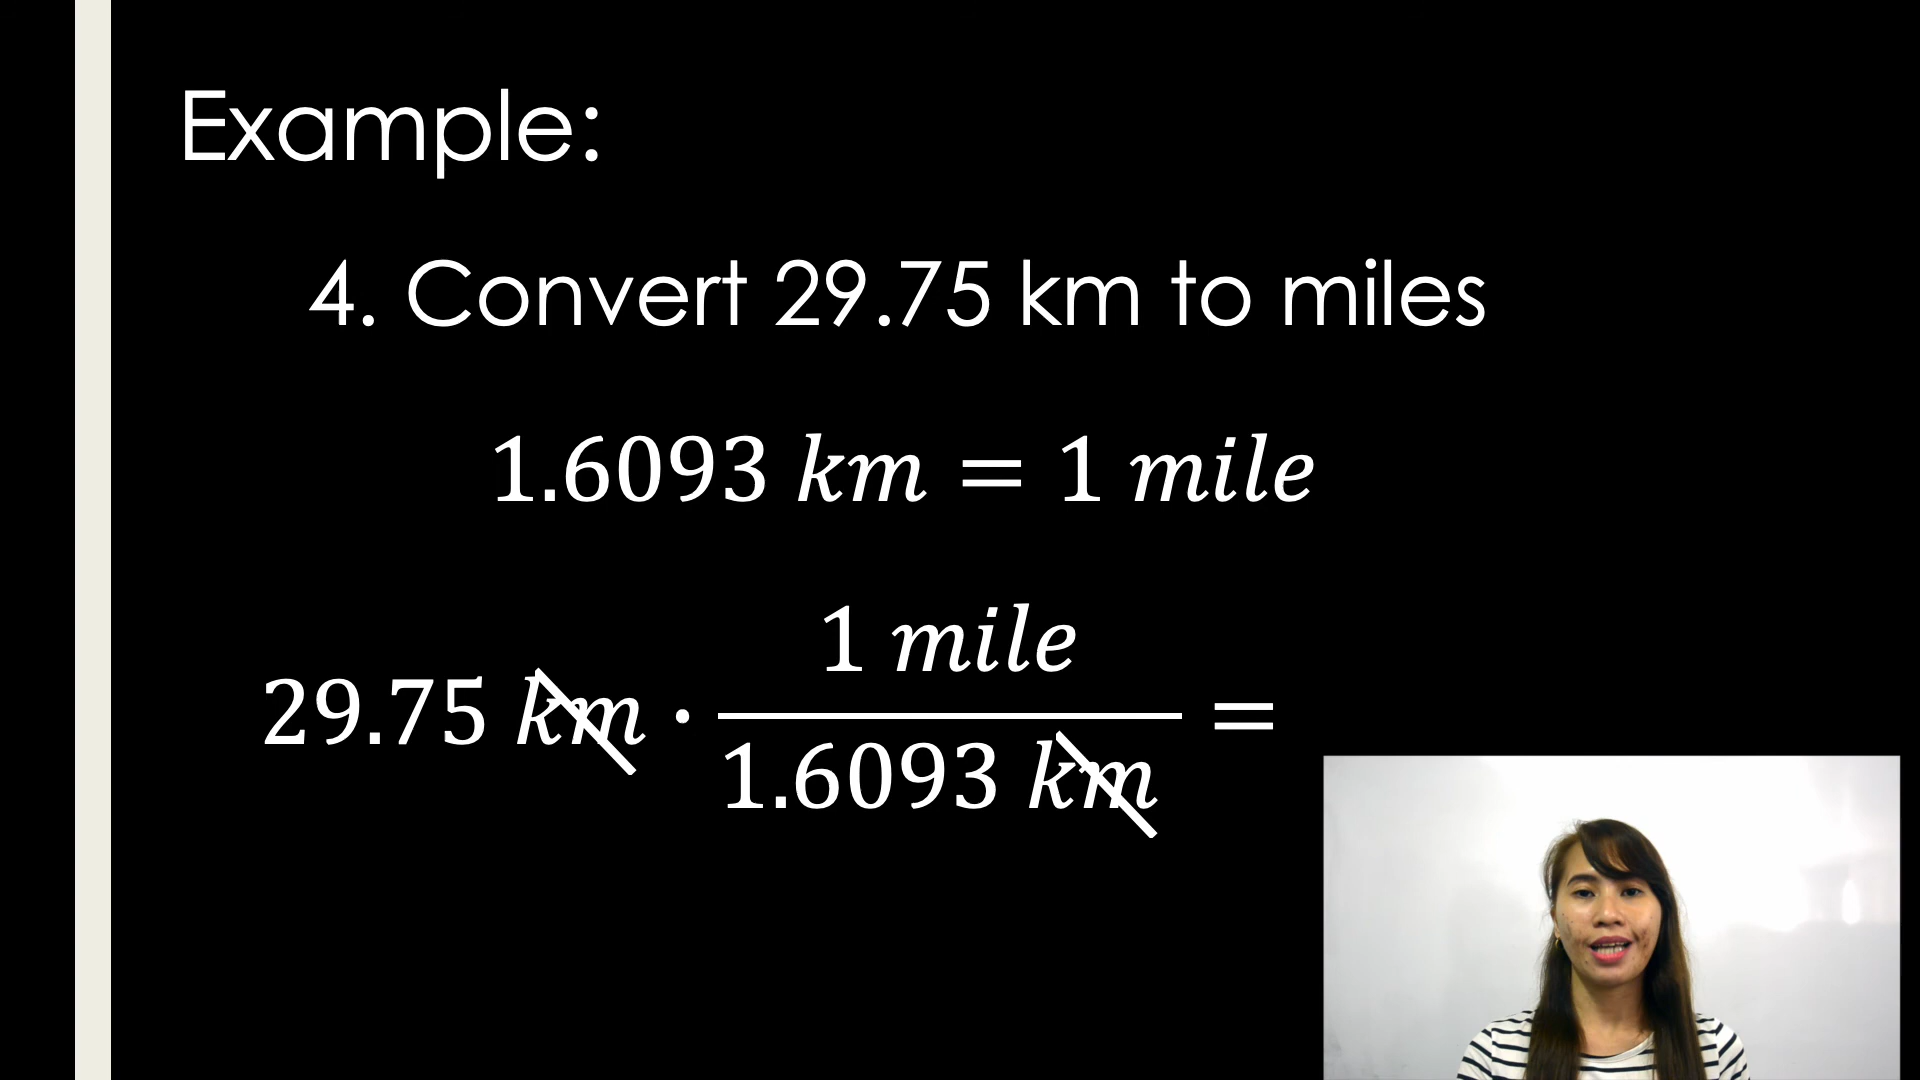 Example:
4. Convert 29.75 km to miles
1.6093 km = 1 mile
1 mile
29.75 km · =
1.6093 km